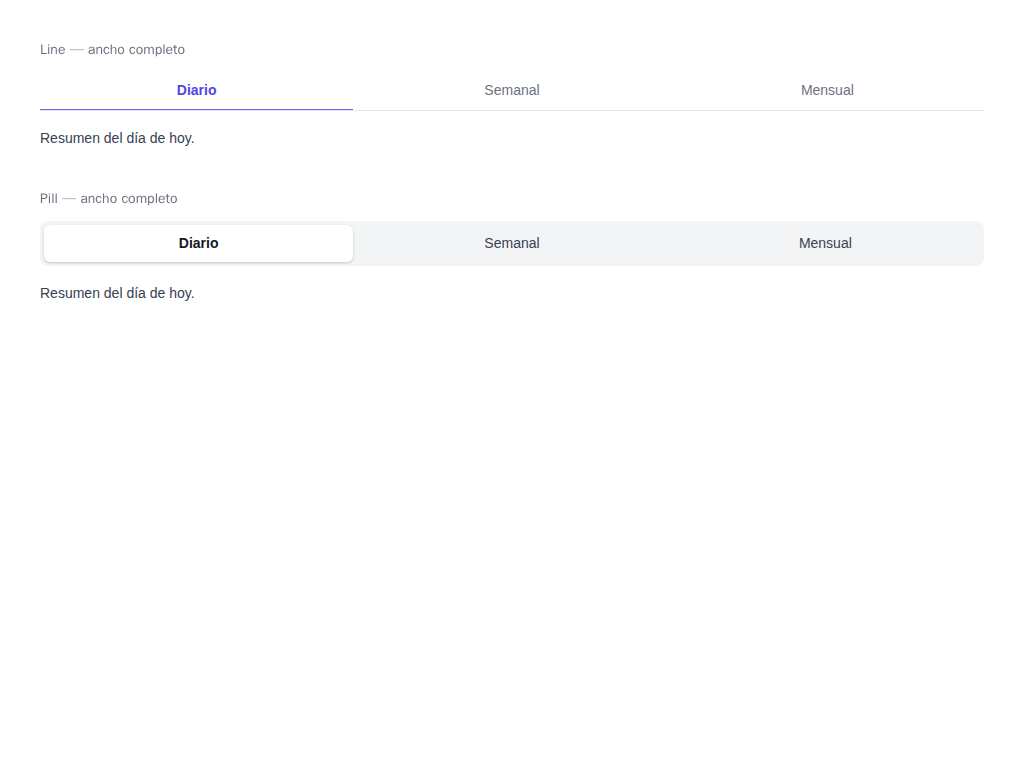 Line — ancho completo
Diario Semanal Mensual
Resumen del día de hoy.
Pill — ancho completo
Diario Semanal Mensual
Resumen del día de hoy.